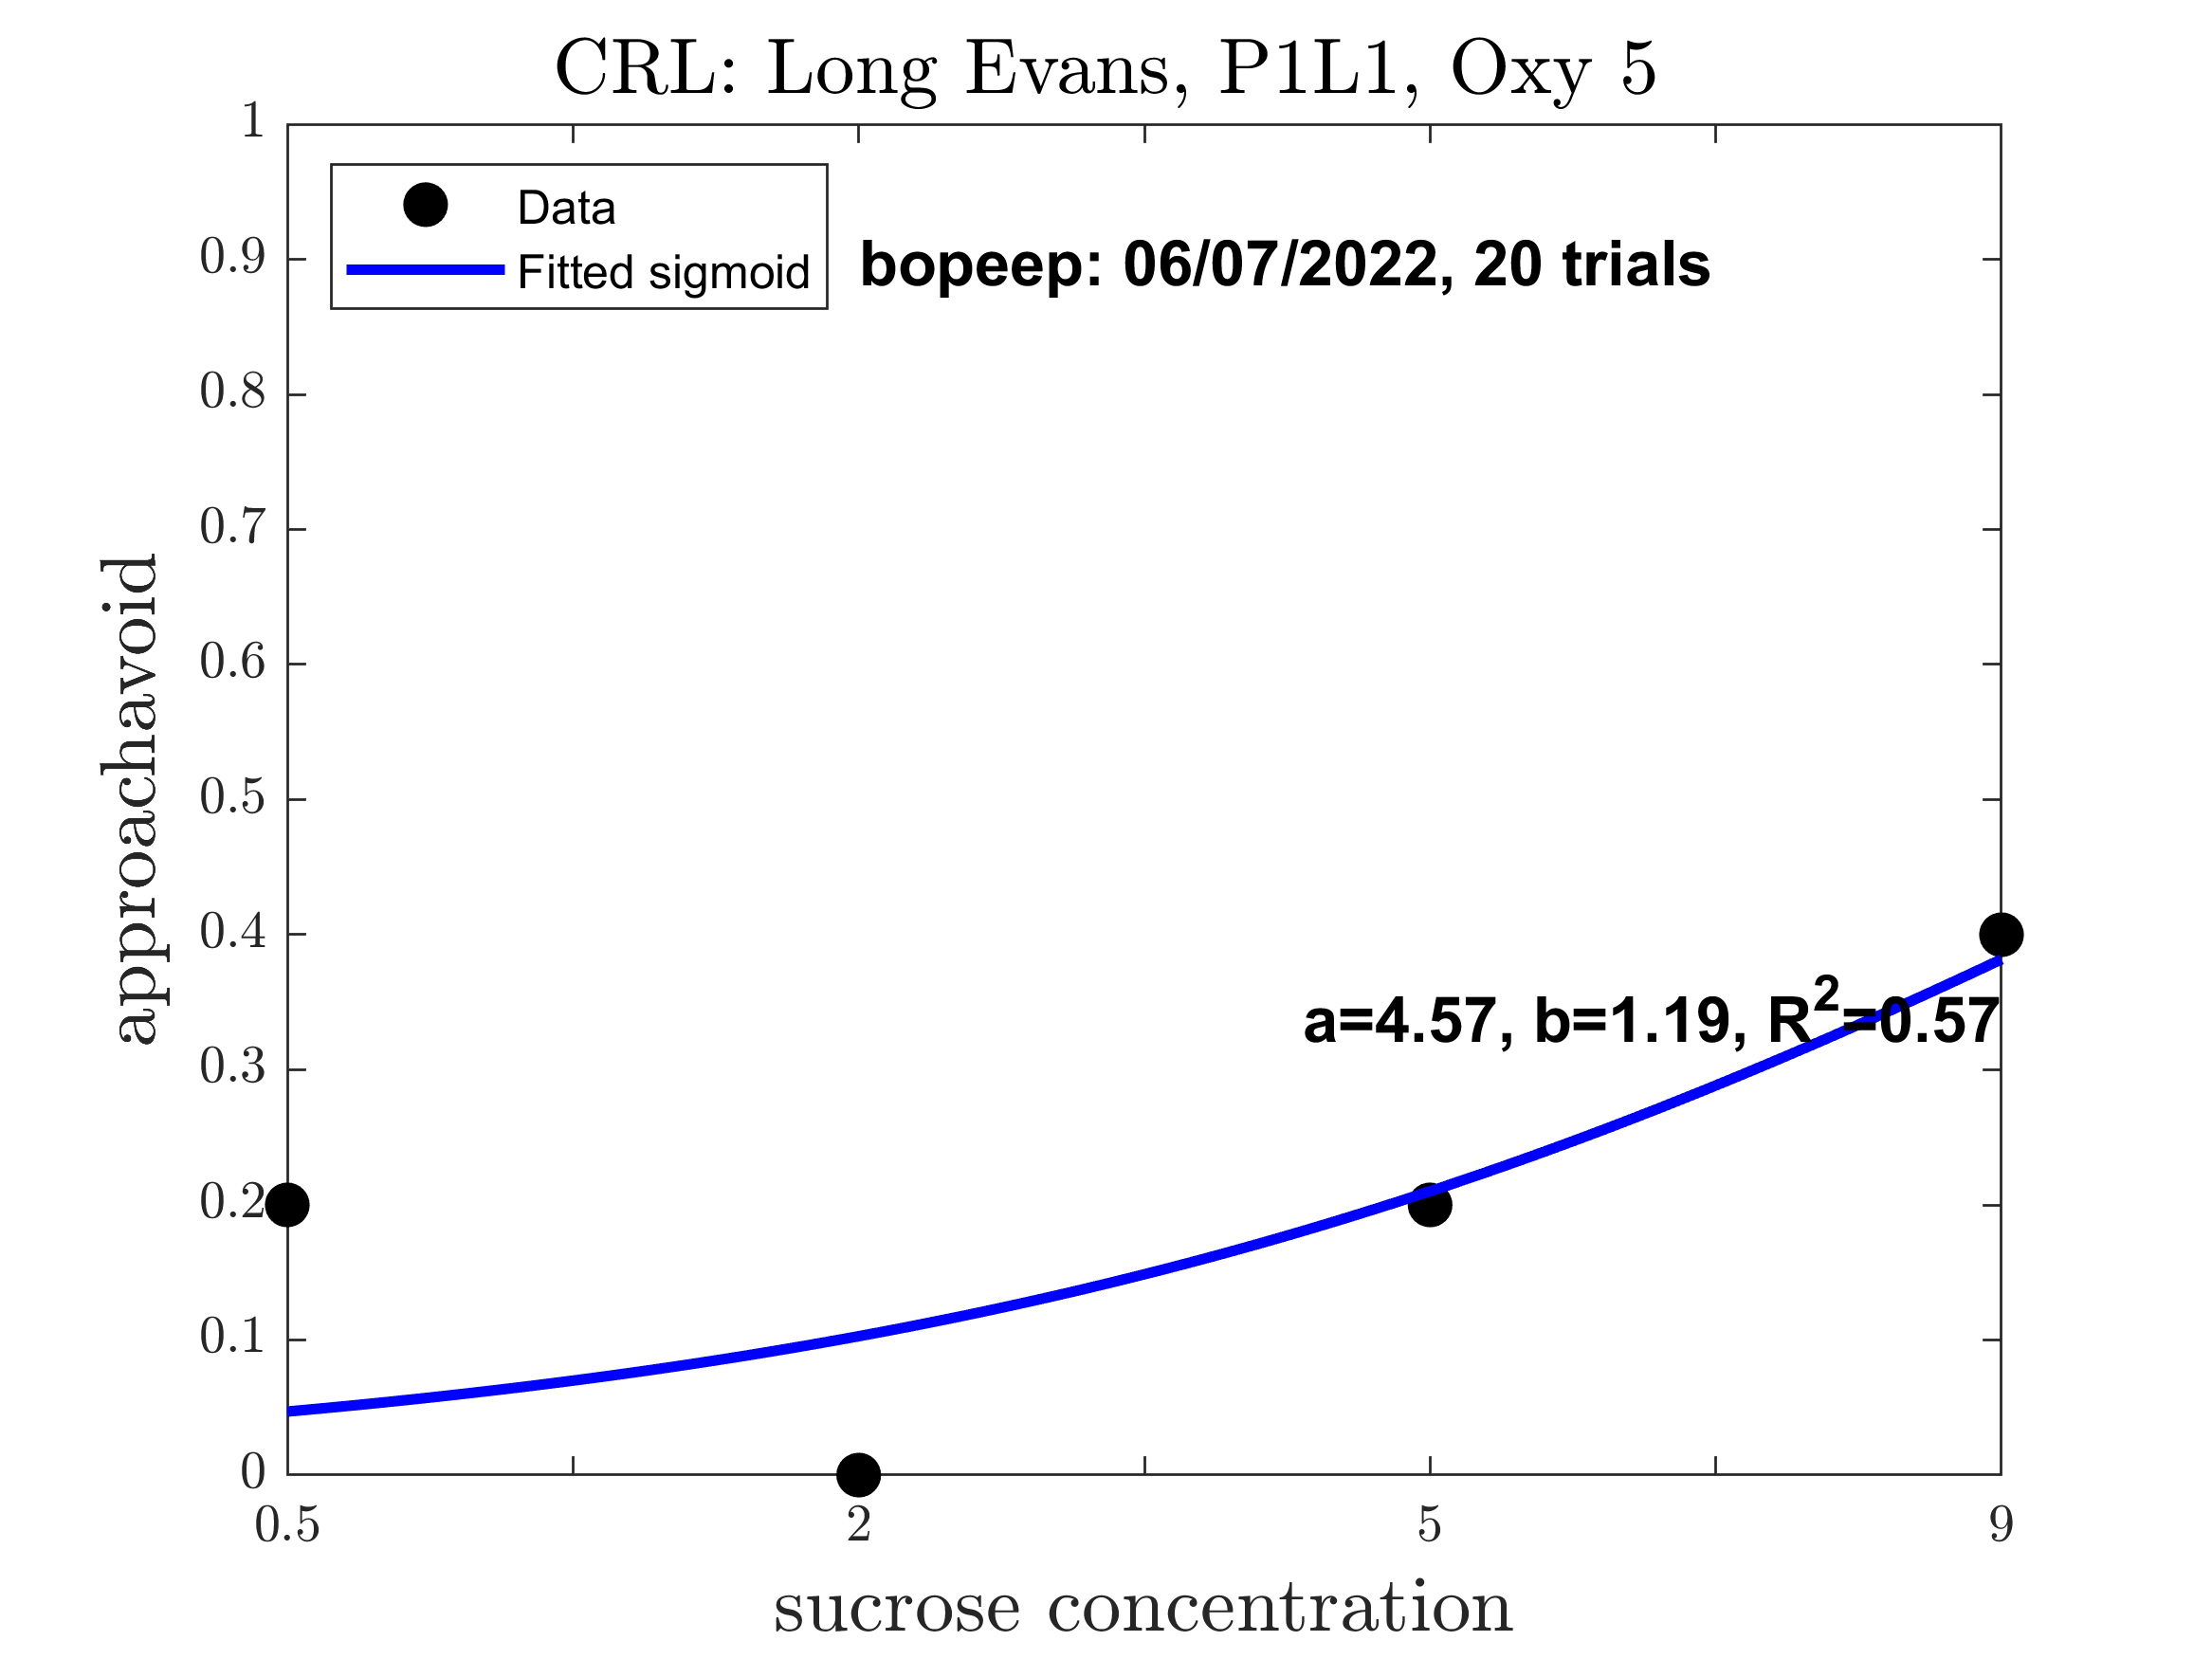 CRL: Long Evans, P1L1, Oxy 5
1
Data
Fitted sigmoid
bopeep: 06/07/2022, 20 trials
0.9
0.8
0.7
0.6
0.5
0.4
a=4.57, b=1.19, R²=0.57
0.3
0.2
0.1
0
0.5 2 5 9
approachavoid
sucrose concentration